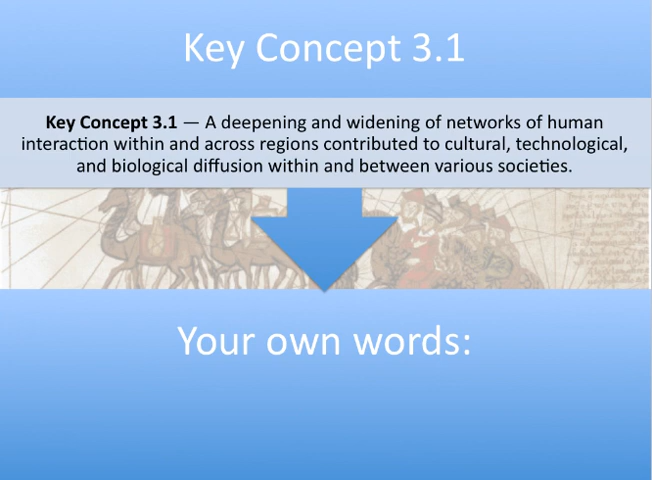 Key Concept 3.1
Key Concept 3.1 — A deepening and widening of networks of human
interaction within and across regions contributed to cultural, technological,
and biological diffusion within and between various societies.
Your own words: